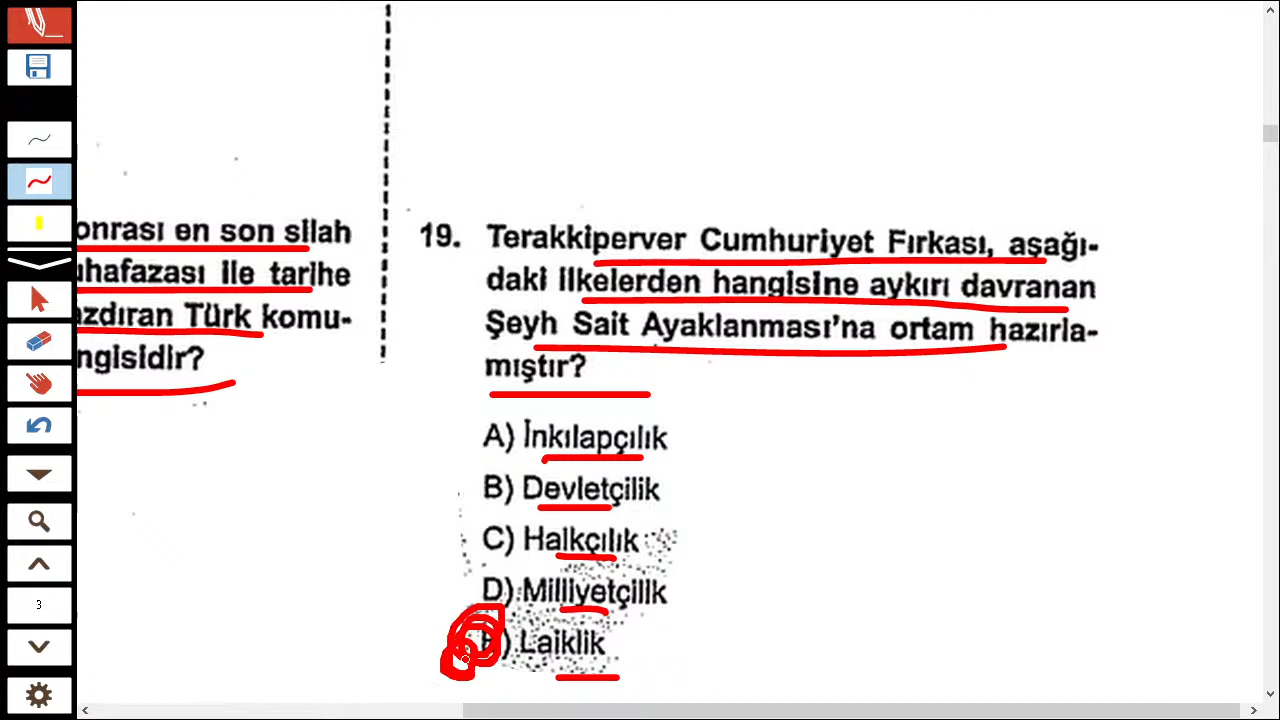 onrası en son silah
uhafazası ile tarihe
azdıran Türk komu-
ngisidir?
19. Terakkiperver Cumhuriyet Fırkası, aşağı-
daki ilkelerden hangisine aykırı davranan
Şeyh Sait Ayaklanması'na ortam hazırla-
mıştır?
A) İnkılapçılık
B) Devletçilik
C) Halkçılık
D) Milliyetçilik
E) Laiklik
3